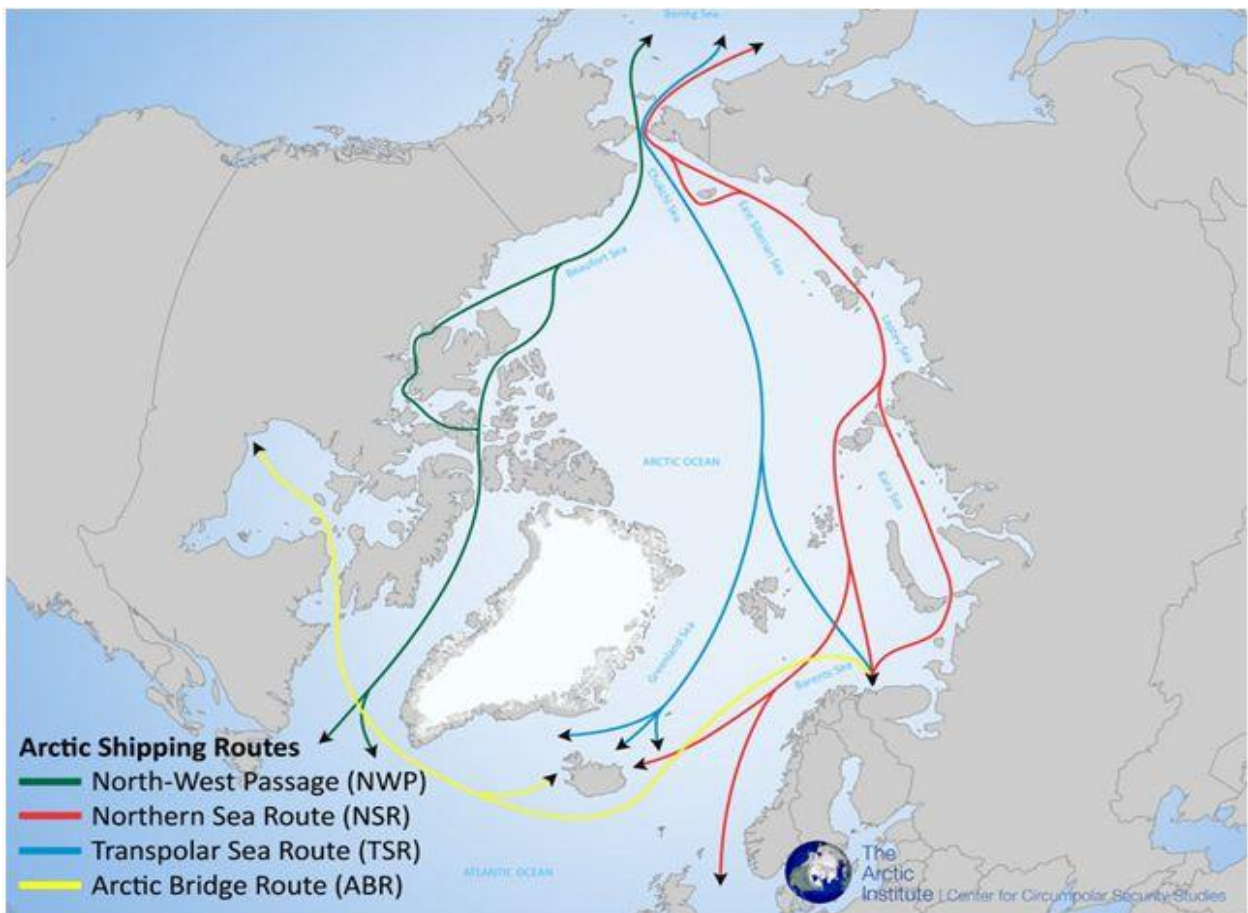 Bering Sea
Chukchi Sea
East Siberian Sea
Beaufort Sea
Laptev Sea
ARCTIC OCEAN
Kara Sea
Greenland Sea
Barents Sea
Arctic Shipping Routes
North-West Passage (NWP)
Northern Sea Route (NSR)
Transpolar Sea Route (TSR)
Arctic Bridge Route (ABR)
ATLANTIC OCEAN
The
Arctic
Institute | Center for Circumpolar Security Studies